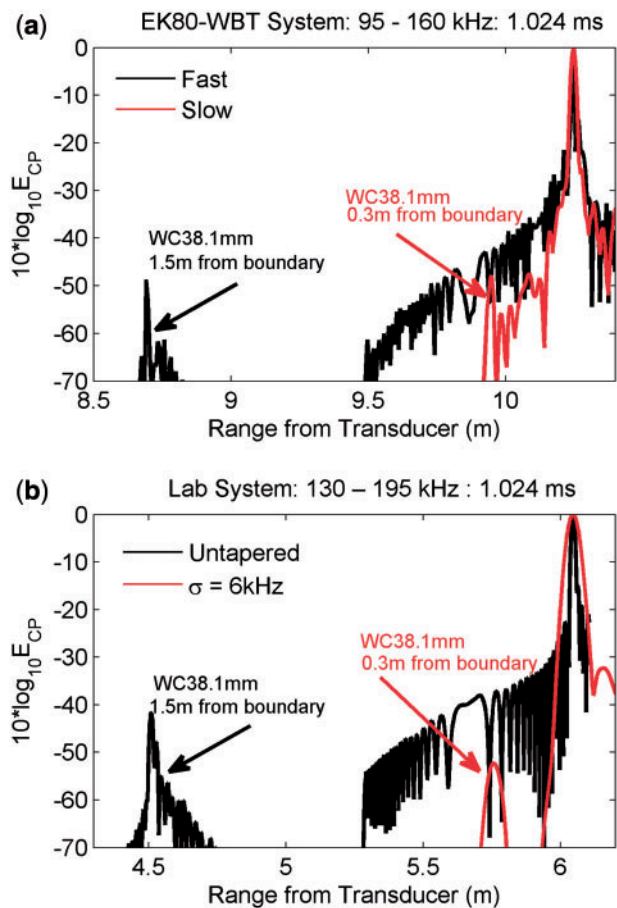 (a) EK80-WBT System: 95 - 160 kHz: 1.024 ms
0
-10
-20
-30
-40
-50
-60
-70
10*log10 ECP
Fast
Slow
WC38.1mm
0.3m from boundary
WC38.1mm
1.5m from boundary
8.5 9 9.5 10
Range from Transducer (m)
(b) Lab System: 130 – 195 kHz : 1.024 ms
0
-10
-20
-30
-40
-50
-60
-70
10*log10 ECP
Untapered
σ = 6kHz
WC38.1mm
0.3m from boundary
WC38.1mm
1.5m from boundary
4.5 5 5.5 6
Range from Transducer (m)